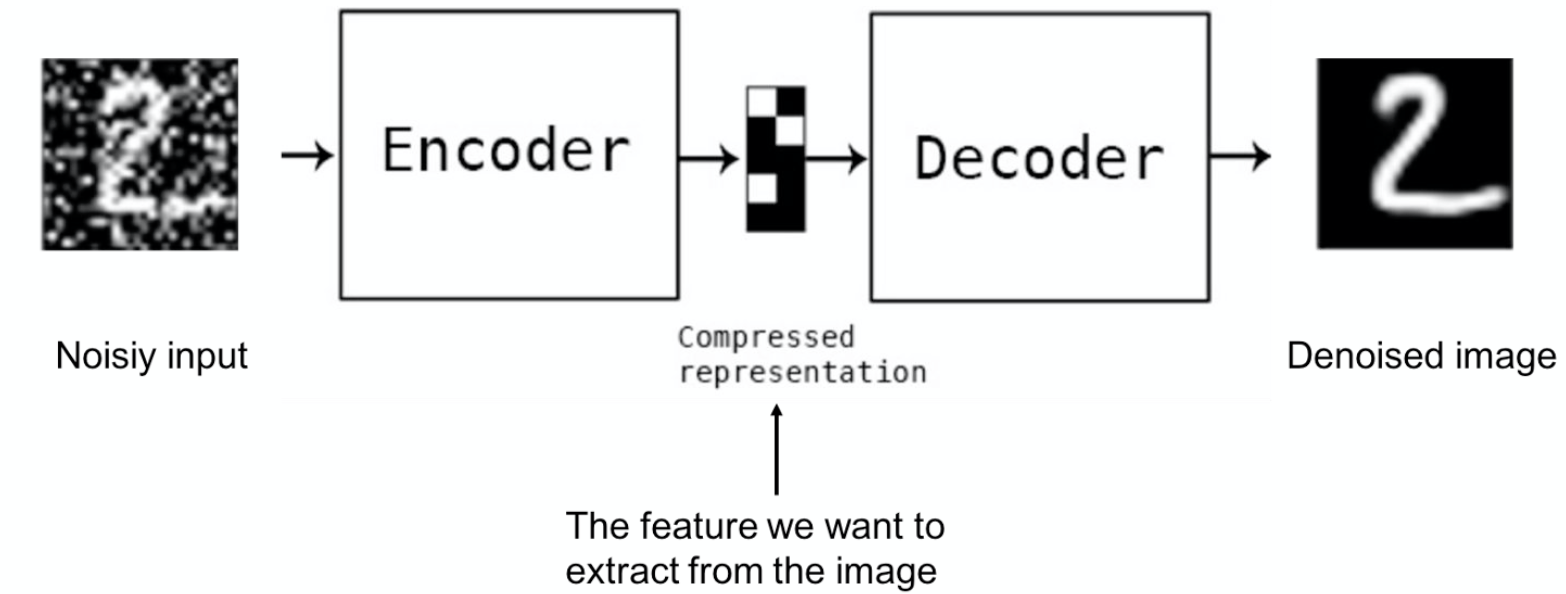 Encoder
Decoder
Noisiy input
Compressed
representation
Denoised image
The feature we want to
extract from the image